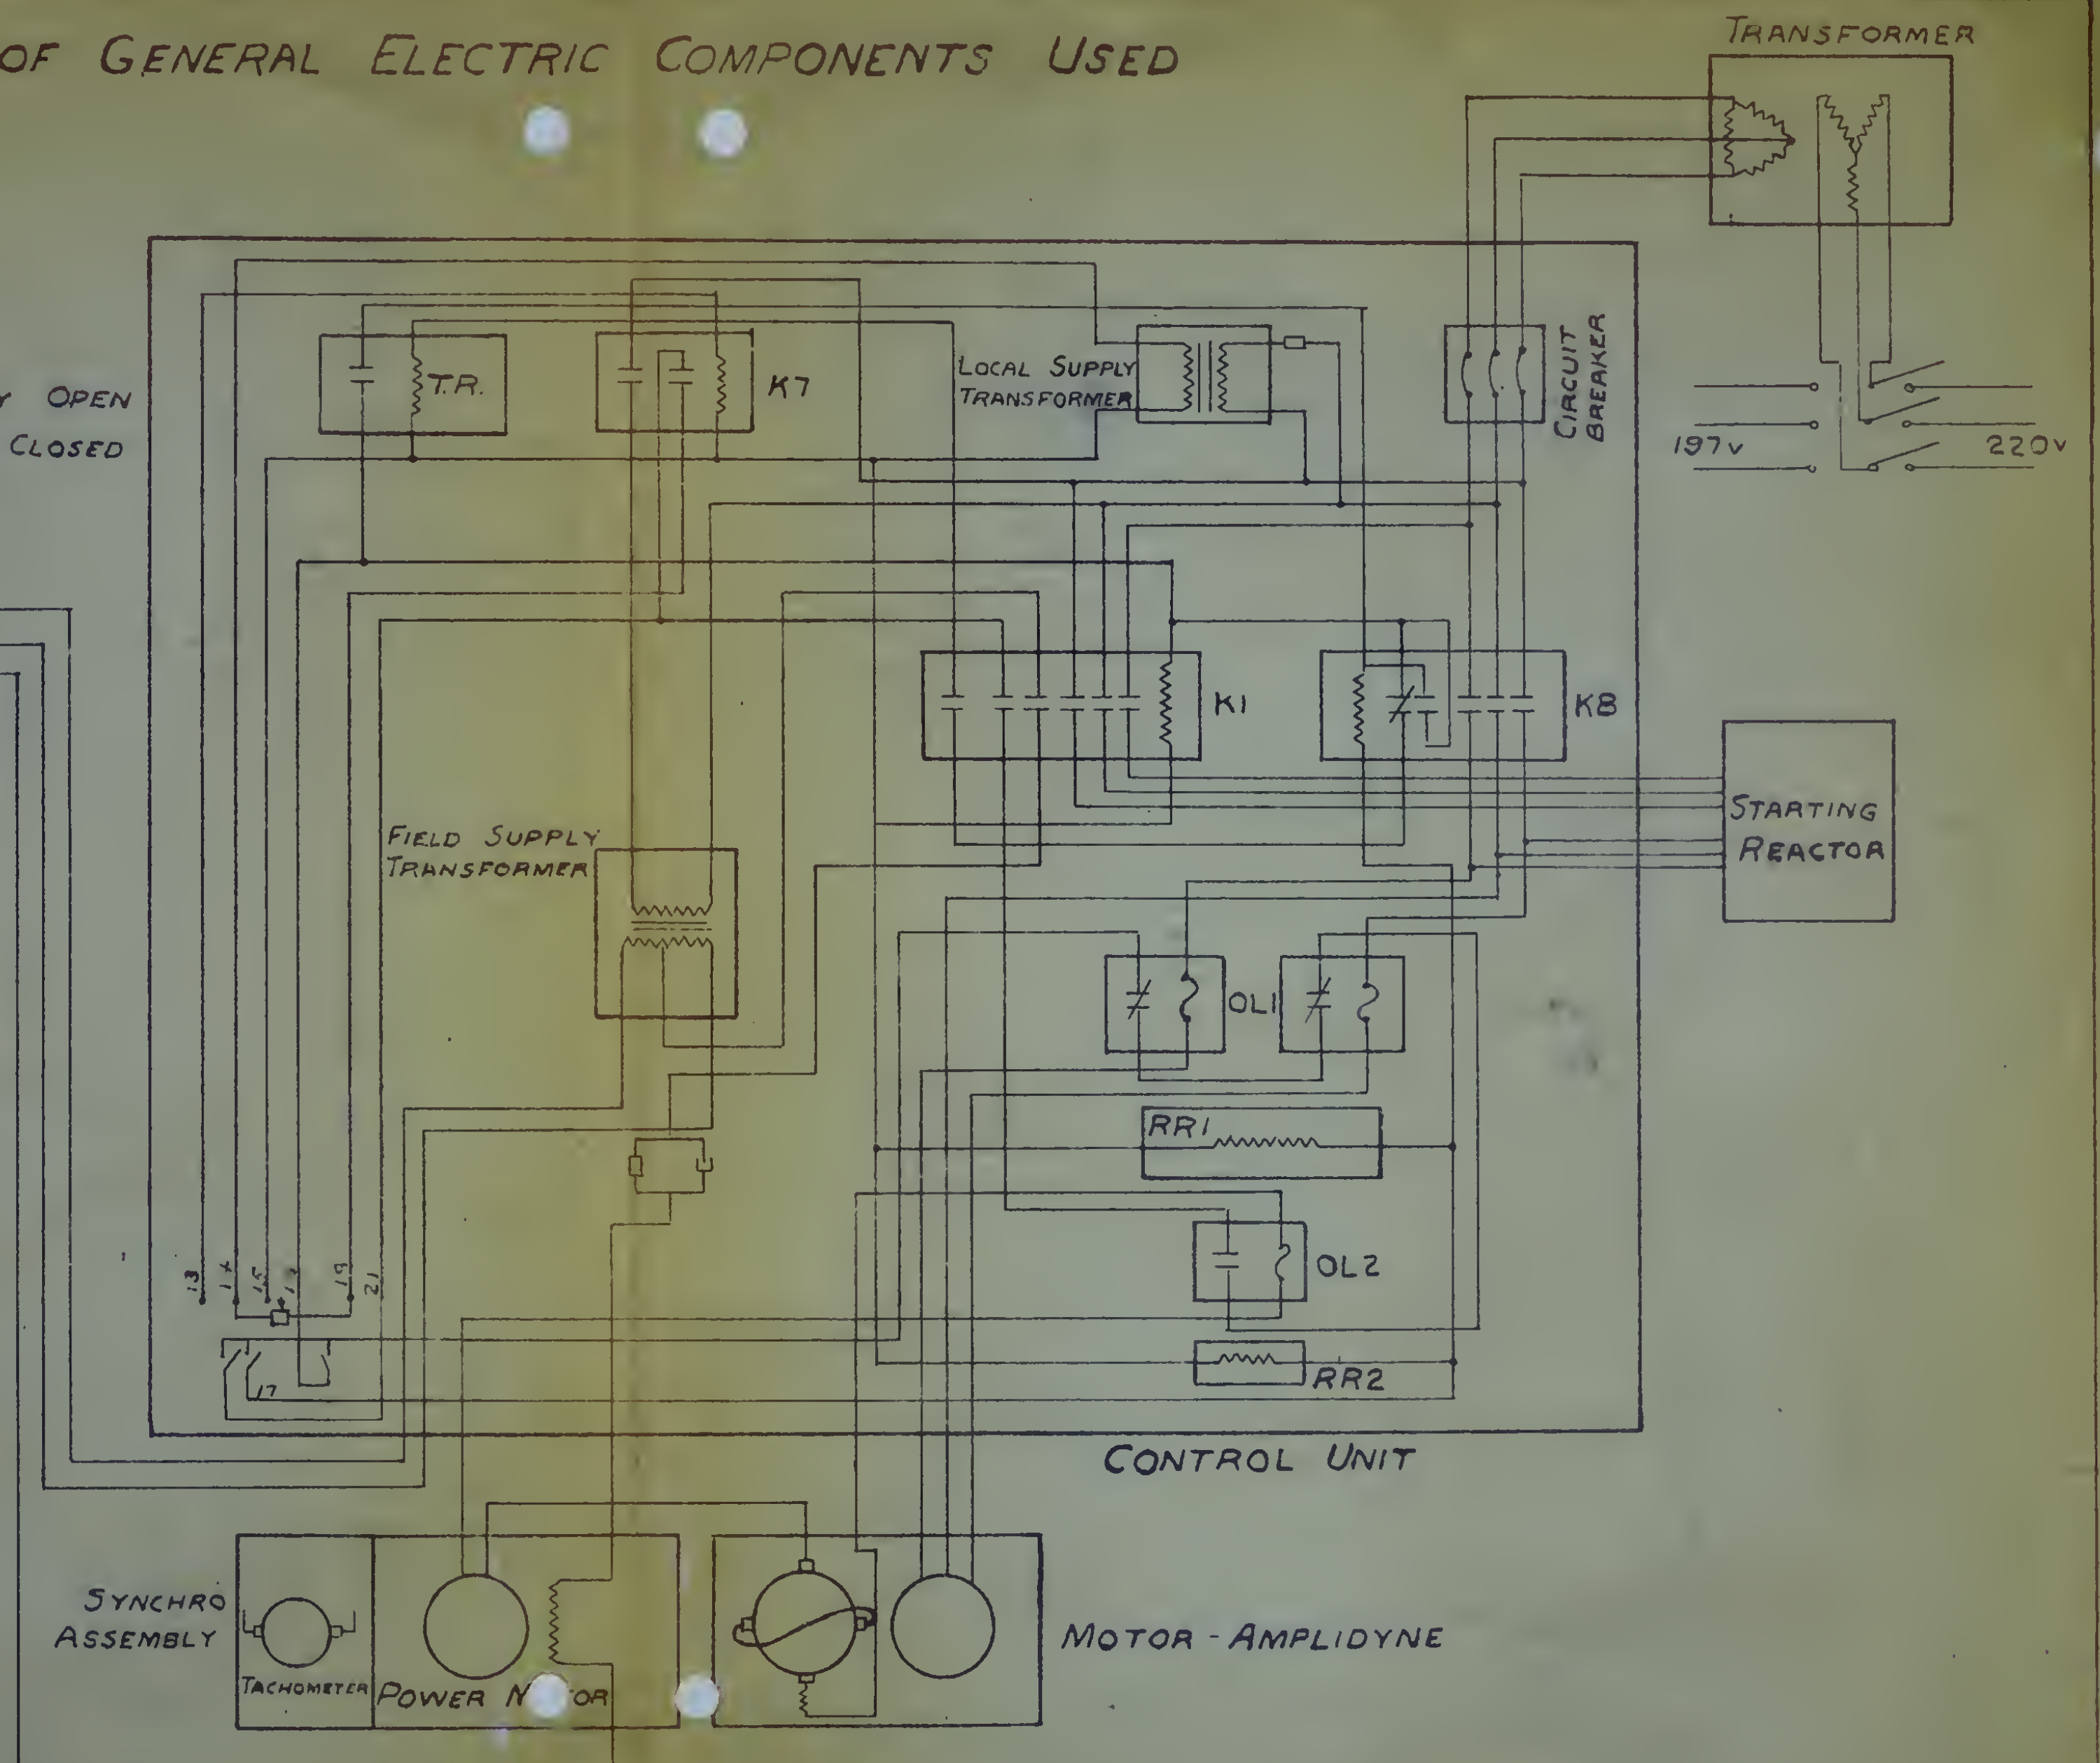 OF GENERAL ELECTRIC COMPONENTS USED
TRANSFORMER
OPEN
CLOSED
T.R.
K7
LOCAL SUPPLY
TRANSFORMER
CIRCUIT
BREAKER
197V
220V
K1
K8
STARTING
REACTOR
FIELD SUPPLY
TRANSFORMER
OL1
RR1
OL2
RR2
13
14
15
19
21
17
CONTROL UNIT
SYNCHRO
ASSEMBLY
TACHOMETER
POWER
MOTOR-AMPLIDYNE